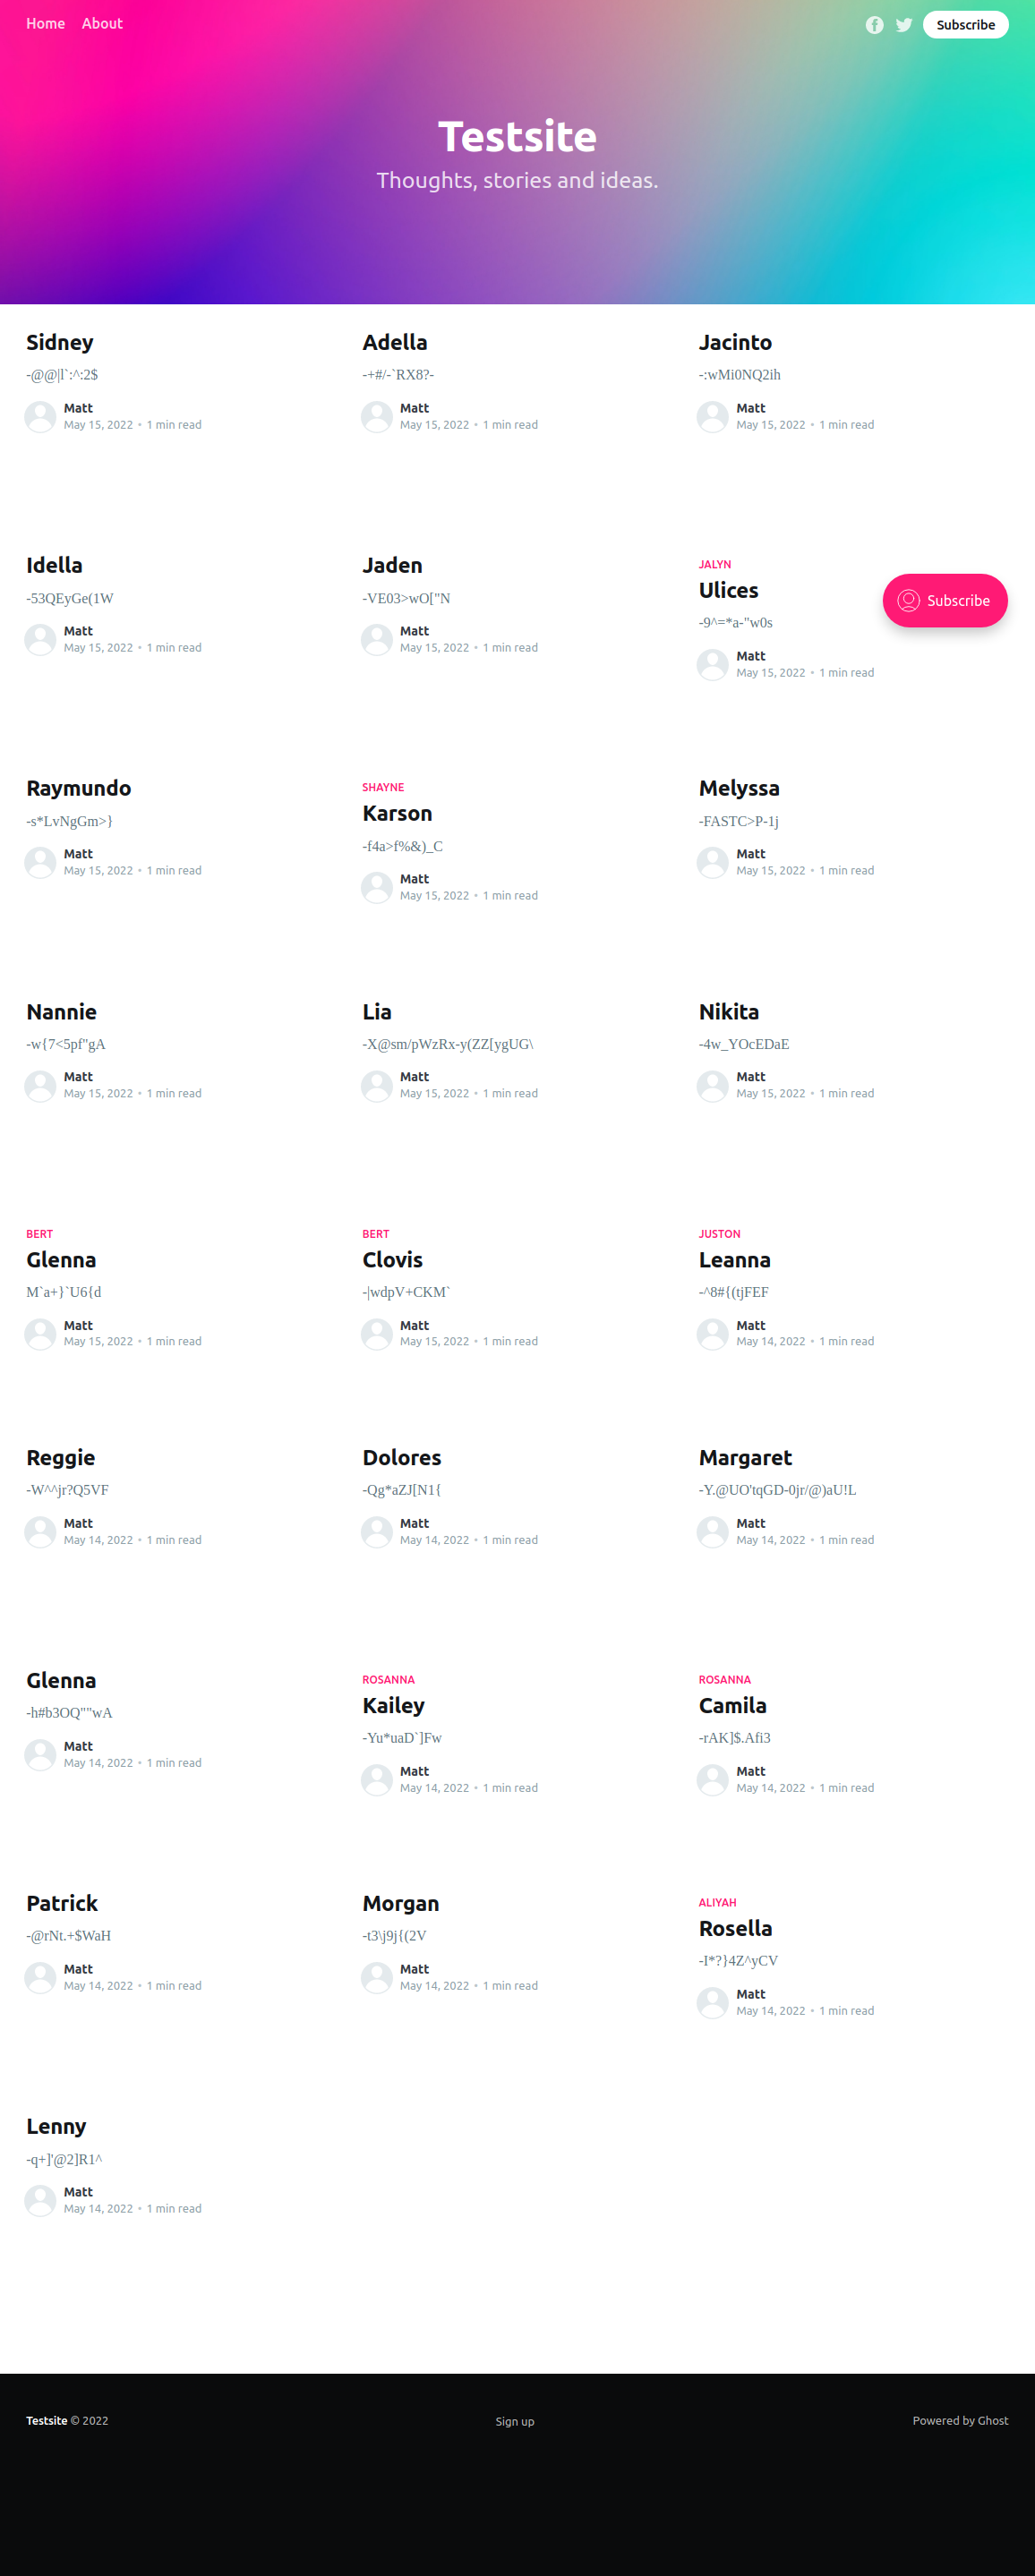 Home About Subscribe
Testsite
Thoughts, stories and ideas.
Sidney
-@@|l`:^:2$
Matt
May 15, 2022 • 1 min read
Adella
-+#/-`RX8?-
Matt
May 15, 2022 • 1 min read
Jacinto
-:wMi0NQ2ih
Matt
May 15, 2022 • 1 min read
Idella
-53QEyGe(1W
Matt
May 15, 2022 • 1 min read
Jaden
-VE03>wO["N
Matt
May 15, 2022 • 1 min read
JALYN
Ulices
-9^=*a-"w0s
Matt
May 15, 2022 • 1 min read
Subscribe
Raymundo
-s*LvNgGm>}
Matt
May 15, 2022 • 1 min read
SHAYNE
Karson
-f4a>f%&)_C
Matt
May 15, 2022 • 1 min read
Melyssa
-FASTC>P-1j
Matt
May 15, 2022 • 1 min read
Nannie
-w{7<5pf"gA
Matt
May 15, 2022 • 1 min read
Lia
-X@sm/pWzRx-y(ZZ[ygUG\
Matt
May 15, 2022 • 1 min read
Nikita
-4w_YOcEDaE
Matt
May 15, 2022 • 1 min read
BERT
Glenna
M`a+}`U6{d
Matt
May 15, 2022 • 1 min read
BERT
Clovis
-|wdpV+CKM`
Matt
May 15, 2022 • 1 min read
JUSTON
Leanna
-^8#{(tjFEF
Matt
May 14, 2022 • 1 min read
Reggie
-W^^jr?Q5VF
Matt
May 14, 2022 • 1 min read
Dolores
-Qg*aZJ[N1{
Matt
May 14, 2022 • 1 min read
Margaret
-Y.@UO'tqGD-0jr/@)aU!L
Matt
May 14, 2022 • 1 min read
Glenna
-h#b3OQ""wA
Matt
May 14, 2022 • 1 min read
ROSANNA
Kailey
-Yu*uaD`]Fw
Matt
May 14, 2022 • 1 min read
ROSANNA
Camila
-rAK]$.Afi3
Matt
May 14, 2022 • 1 min read
Patrick
-@rNt.+$WaH
Matt
May 14, 2022 • 1 min read
Morgan
-t3\j9j{(2V
Matt
May 14, 2022 • 1 min read
ALIYAH
Rosella
-I*?}4Z^yCV
Matt
May 14, 2022 • 1 min read
Lenny
-q+]'@2]R1^
Matt
May 14, 2022 • 1 min read
Testsite © 2022
Sign up
Powered by Ghost